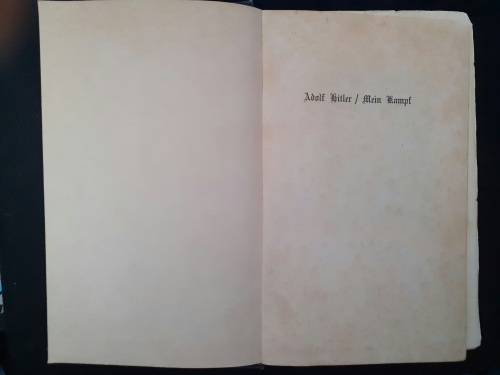 Adolf Hitler / Mein Kampf